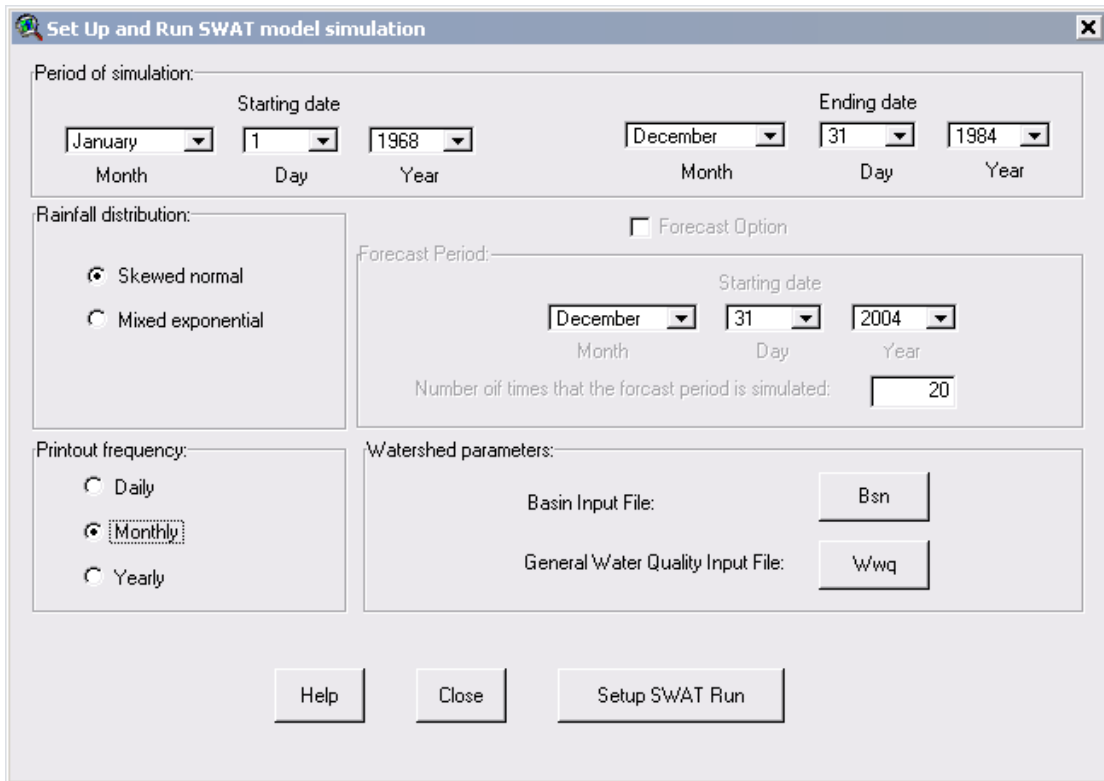 Set Up and Run SWAT model simulation
Period of simulation:
Starting date
January 1 1968
Month Day Year
Ending date
December 31 1984
Month Day Year
Rainfall distribution:
Skewed normal
Mixed exponential
Forecast Option
Forecast Period:
Starting date
December 31 2004
Month Day Year
Number oif times that the forcast period is simulated: 20
Printout frequency:
Daily
Monthly
Yearly
Watershed parameters:
Basin Input File: Bsn
General Water Quality Input File: Wwq
Help Close Setup SWAT Run